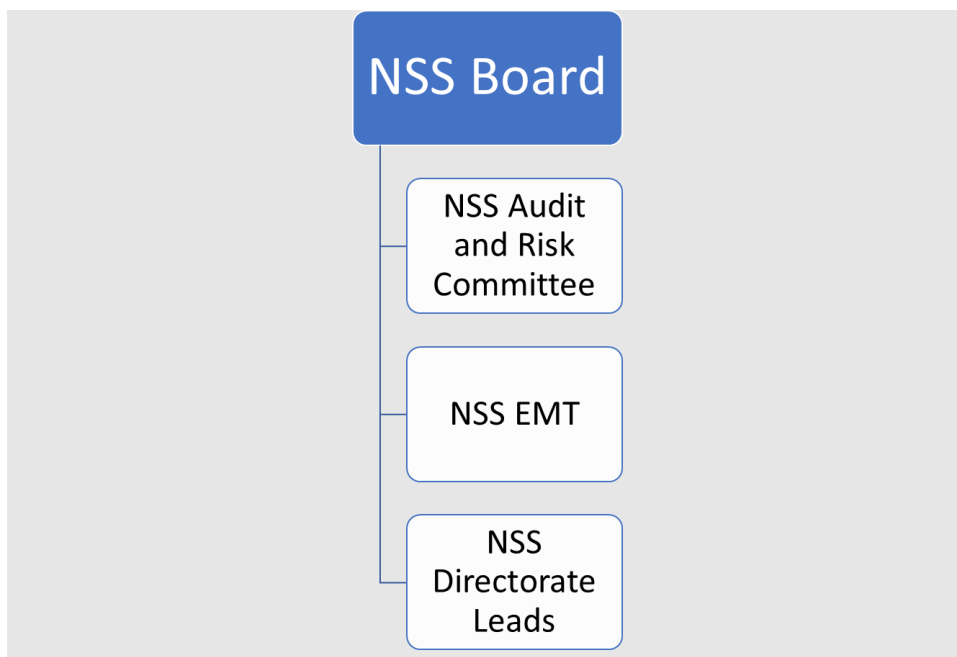 NSS Board
NSS Audit
and Risk
Committee
NSS EMT
NSS
Directorate
Leads